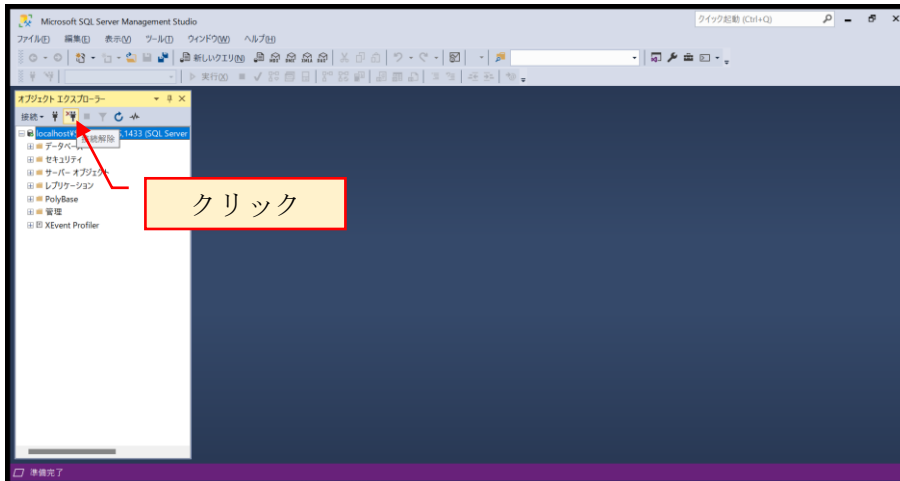 Microsoft SQL Server Management Studio
クイック起動 (Ctrl+Q)
ファイル(F) 編集(E) 表示(V) ツール(T) ウィンドウ(W) ヘルプ(H)
新しいクエリ(N)
実行(X)
オブジェクト エクスプローラー
接続
localhost¥ ,1433 (SQL Server
接続解除
データベース
セキュリティ
サーバー オブジェクト
レプリケーション
PolyBase
管理
XEvent Profiler
クリック
準備完了